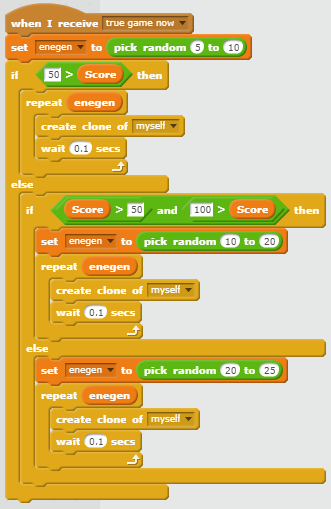 when I receive true game now
set enegen to pick random 5 to 10
if 50 > Score then
repeat enegen
create clone of myself
wait 0.1 secs
else
if Score > 50 and 100 > Score then
set enegen to pick random 10 to 20
repeat enegen
create clone of myself
wait 0.1 secs
else
set enegen to pick random 20 to 25
repeat enegen
create clone of myself
wait 0.1 secs